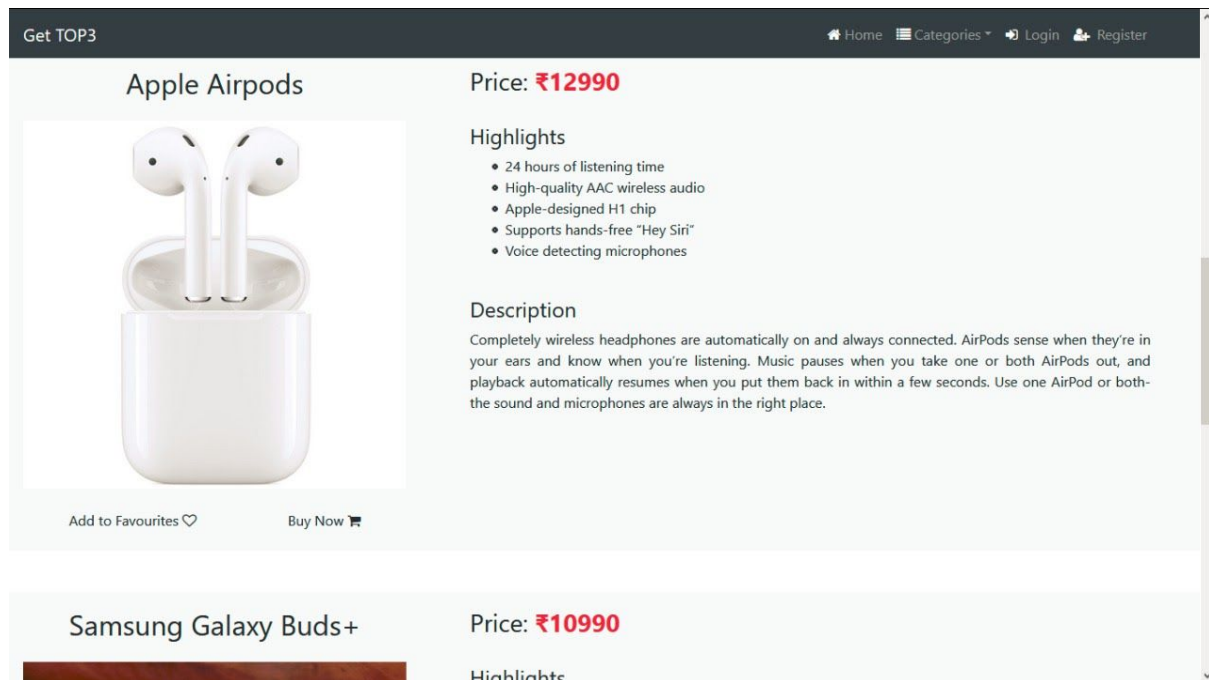 Get TOP3
Home Categories Login Register
Apple Airpods
Price: ₹12990
Highlights
24 hours of listening time
High-quality AAC wireless audio
Apple-designed H1 chip
Supports hands-free “Hey Siri”
Voice detecting microphones
Description
Completely wireless headphones are automatically on and always connected. AirPods sense when they’re in
your ears and know when you’re listening. Music pauses when you take one or both AirPods out, and
playback automatically resumes when you put them back in within a few seconds. Use one AirPod or both-
the sound and microphones are always in the right place.
Add to Favourites Buy Now
Samsung Galaxy Buds+
Price: ₹10990
Highlights